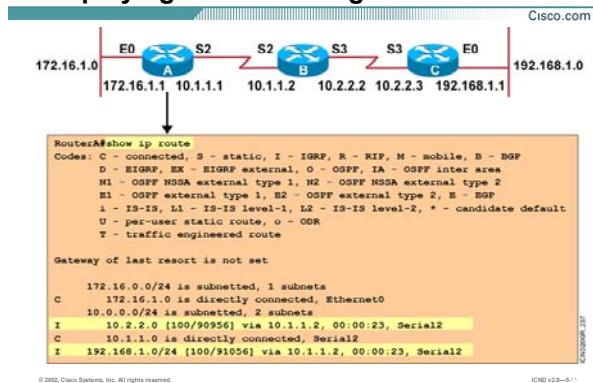 Cisco.com
E0 S2 S2 S3 S3 E0
172.16.1.0 A B C 192.168.1.0
172.16.1.1 10.1.1.1 10.1.1.2 10.2.2.2 10.2.2.3 192.168.1.1
RouterA#show ip route
Codes: C - connected, S - static, I - IGRP, R - RIP, M - mobile, B - BGP
D - EIGRP, EX - EIGRP external, O - OSPF, IA - OSPF inter area
N1 - OSPF NSSA external type 1, N2 - OSPF NSSA external type 2
E1 - OSPF external type 1, E2 - OSPF external type 2, E - EGP
i - IS-IS, L1 - IS-IS level-1, L2 - IS-IS level-2, * - candidate default
U - per-user static route, o - ODR
T - traffic engineered route
Gateway of last resort is not set
172.16.0.0/24 is subnetted, 1 subnets
C 172.16.1.0 is directly connected, Ethernet0
10.0.0.0/24 is subnetted, 2 subnets
I 10.2.2.0 [100/90956] via 10.1.1.2, 00:00:23, Serial2
C 10.1.1.0 is directly connected, Serial2
I 192.168.1.0/24 [100/91056] via 10.1.1.2, 00:00:23, Serial2
© 2002, Cisco Systems, Inc. All rights reserved.